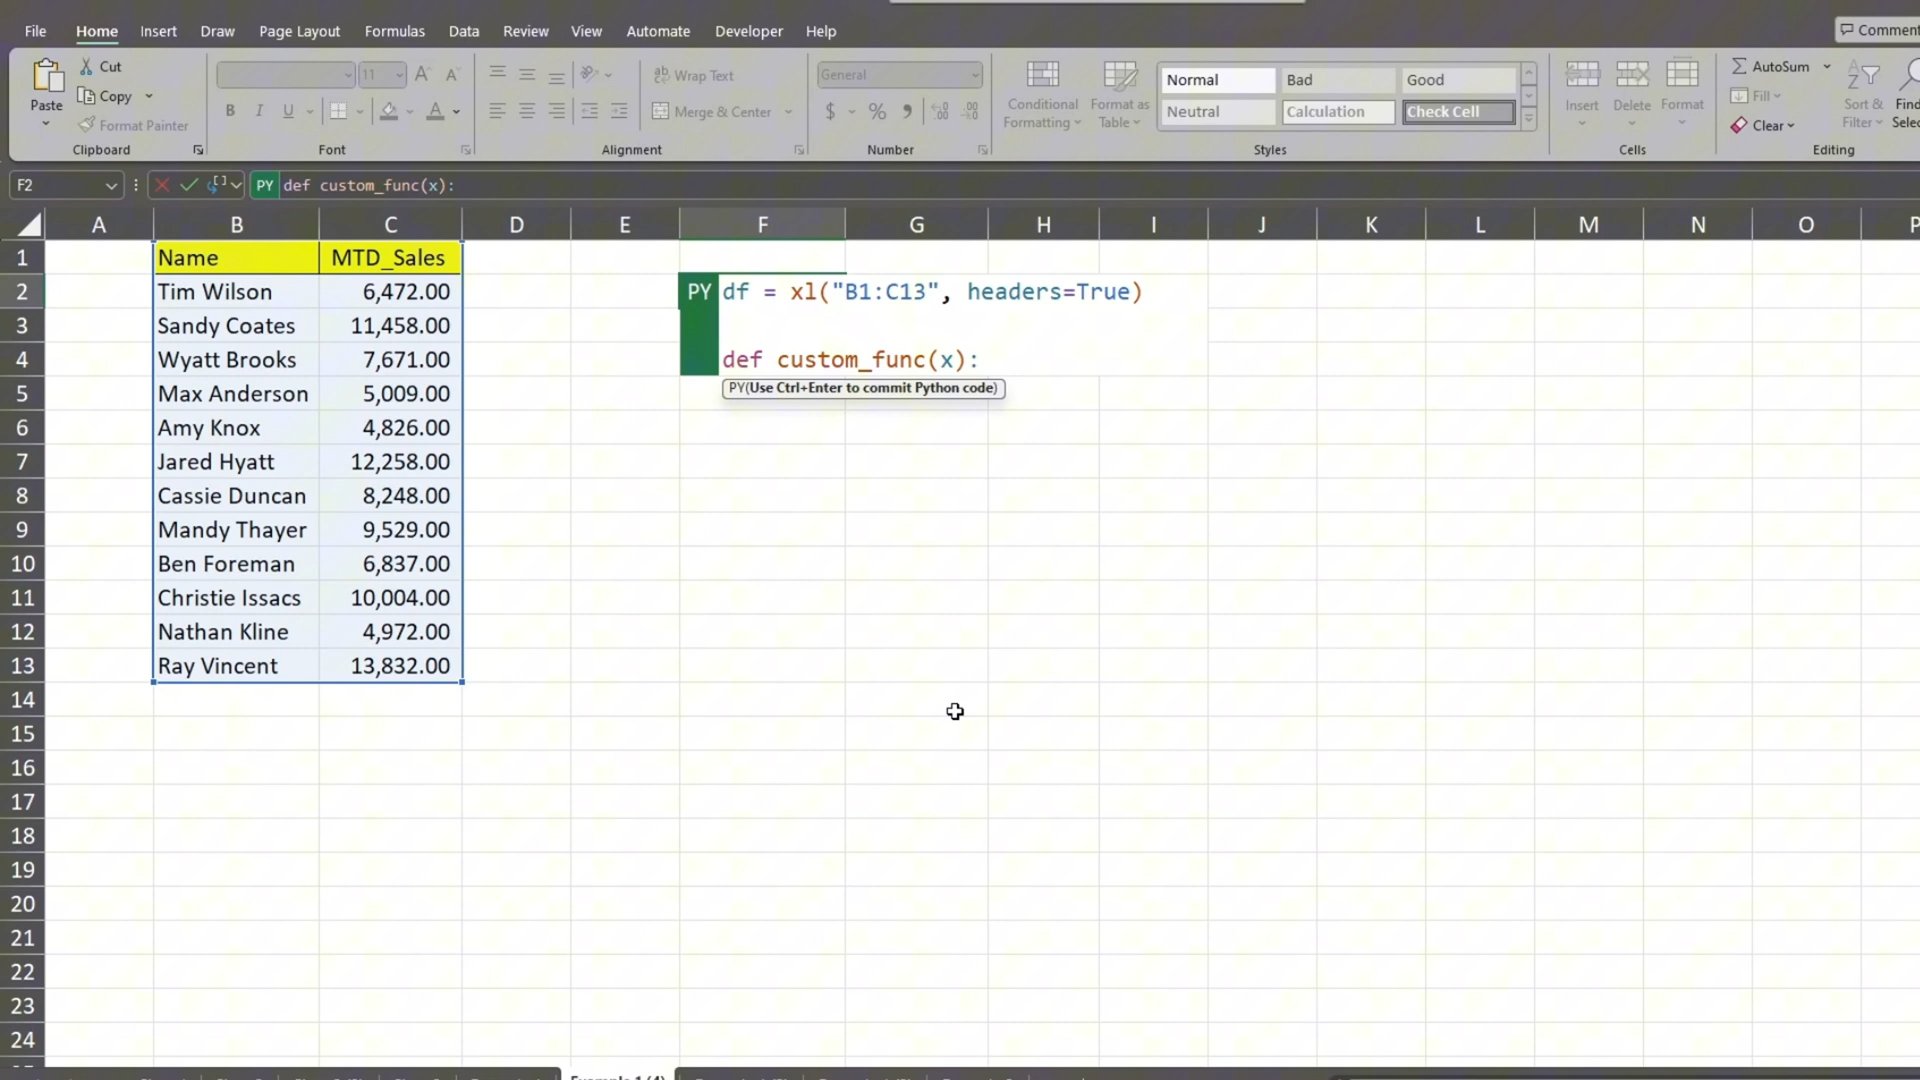 File Home Insert Draw Page Layout Formulas Data Review View Automate Developer Help Comment
Cut
Copy
Format Painter
Paste
Clipboard
11 A A
B I U A
Font
ab Wrap Text
Merge & Center
Alignment
General
$ %
Number
Conditional Formatting
Format as Table
Normal Bad Good
Neutral Calculation Check Cell
Styles
Insert Delete Format
Cells
AutoSum
Fill
Clear
Sort & Filter
Editing
F2 PY def custom_func(x):
A B C D E F G H I J K L M N O P
1 Name MTD_Sales
2 Tim Wilson 6,472.00 PY df = xl("B1:C13", headers=True)
3 Sandy Coates 11,458.00
4 Wyatt Brooks 7,671.00 def custom_func(x):
PY(Use Ctrl+Enter to commit Python code)
5 Max Anderson 5,009.00
6 Amy Knox 4,826.00
7 Jared Hyatt 12,258.00
8 Cassie Duncan 8,248.00
9 Mandy Thayer 9,529.00
10 Ben Foreman 6,837.00
11 Christie Issacs 10,004.00
12 Nathan Kline 4,972.00
13 Ray Vincent 13,832.00
14
15
16
17
18
19
20
21
22
23
24